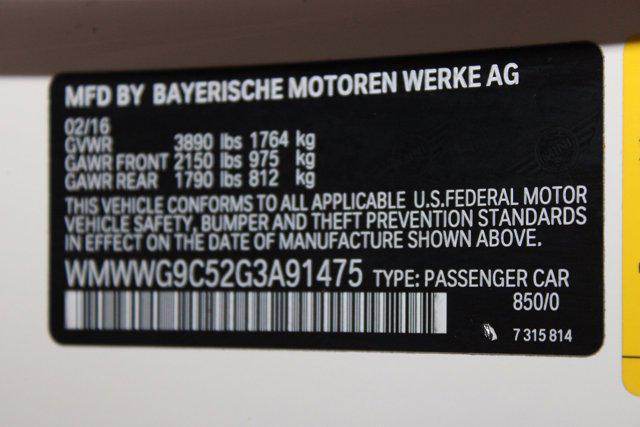 MFD BY BAYERISCHE MOTOREN WERKE AG
02/16
GVWR 3890 lbs 1764 kg
GAWR FRONT 2150 lbs 975 kg
GAWR REAR 1790 lbs 812 kg
THIS VEHICLE CONFORMS TO ALL APPLICABLE U.S.FEDERAL MOTOR
VEHICLE SAFETY, BUMPER AND THEFT PREVENTION STANDARDS
IN EFFECT ON THE DATE OF MANUFACTURE SHOWN ABOVE.
WMWWG9C52G3A91475 TYPE: PASSENGER CAR
850/0
7 315 814